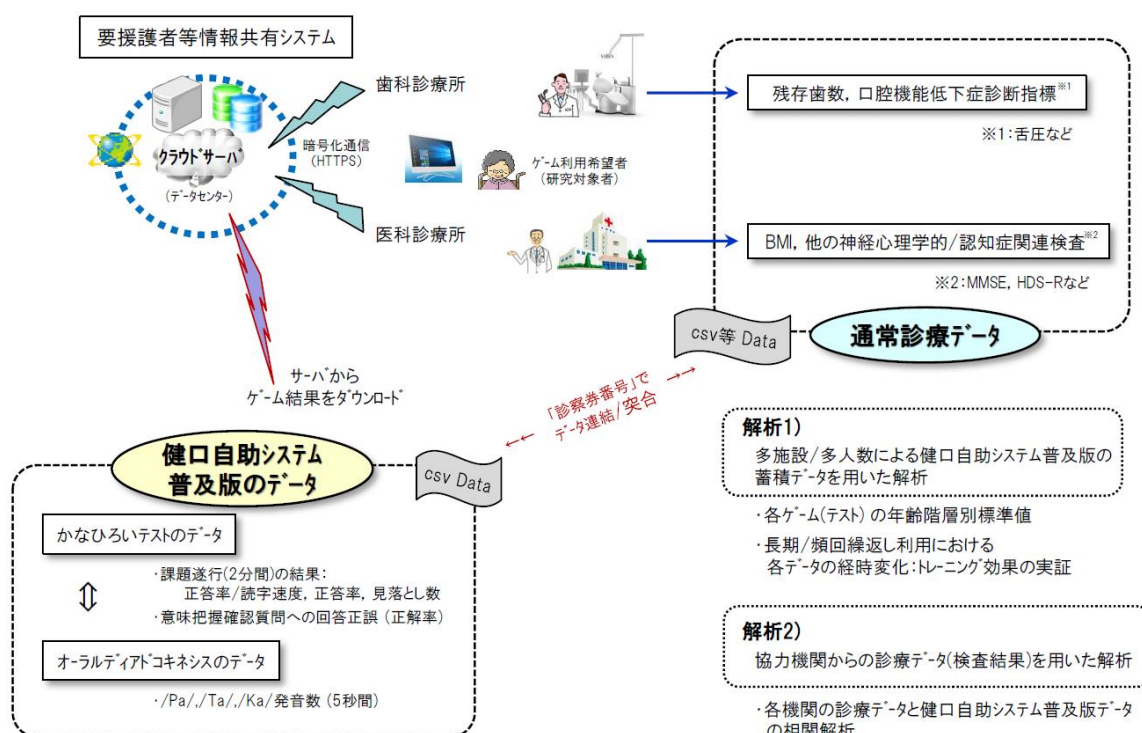 要援護者等情報共有システム
クラウドサーバ
(データセンター)
暗号化通信
(HTTPS)
歯科診療所
医科診療所
ゲーム利用希望者
(研究対象者)
残存歯数, 口腔機能低下症診断指標※1
※1:舌圧など
BMI, 他の神経心理学的/認知症関連検査※2
※2:MMSE, HDS-Rなど
csv等 Data
通常診療データ
サーバから
ゲーム結果をダウンロード
「診察券番号」で
データ連結/突合
←← →→
健口自助システム
普及版のデータ
csv Data
かなひろいテストのデータ
・課題遂行(2分間)の結果:
正答率/読字速度, 正答率, 見落とし数
・意味把握確認質問への回答正誤 (正解率)
オーラルディアドコキネシスのデータ
・/Pa/,/Ta/,/Ka/発音数 (5秒間)
解析1)
多施設/多人数による健口自助システム普及版の
蓄積データを用いた解析
・各ゲーム(テスト) の年齢階層別標準値
・長期/頻回繰返し利用における
各データの経時変化:トレーニング効果の実証
解析2)
協力機関からの診療データ(検査結果)を用いた解析
・各機関の診療データと健口自助システム普及版データ
の相関解析